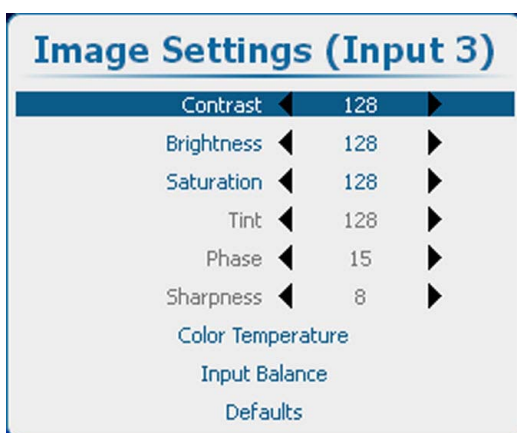 Image Settings (Input 3)
Contrast 128
Brightness 128
Saturation 128
Tint 128
Phase 15
Sharpness 8
Color Temperature
Input Balance
Defaults